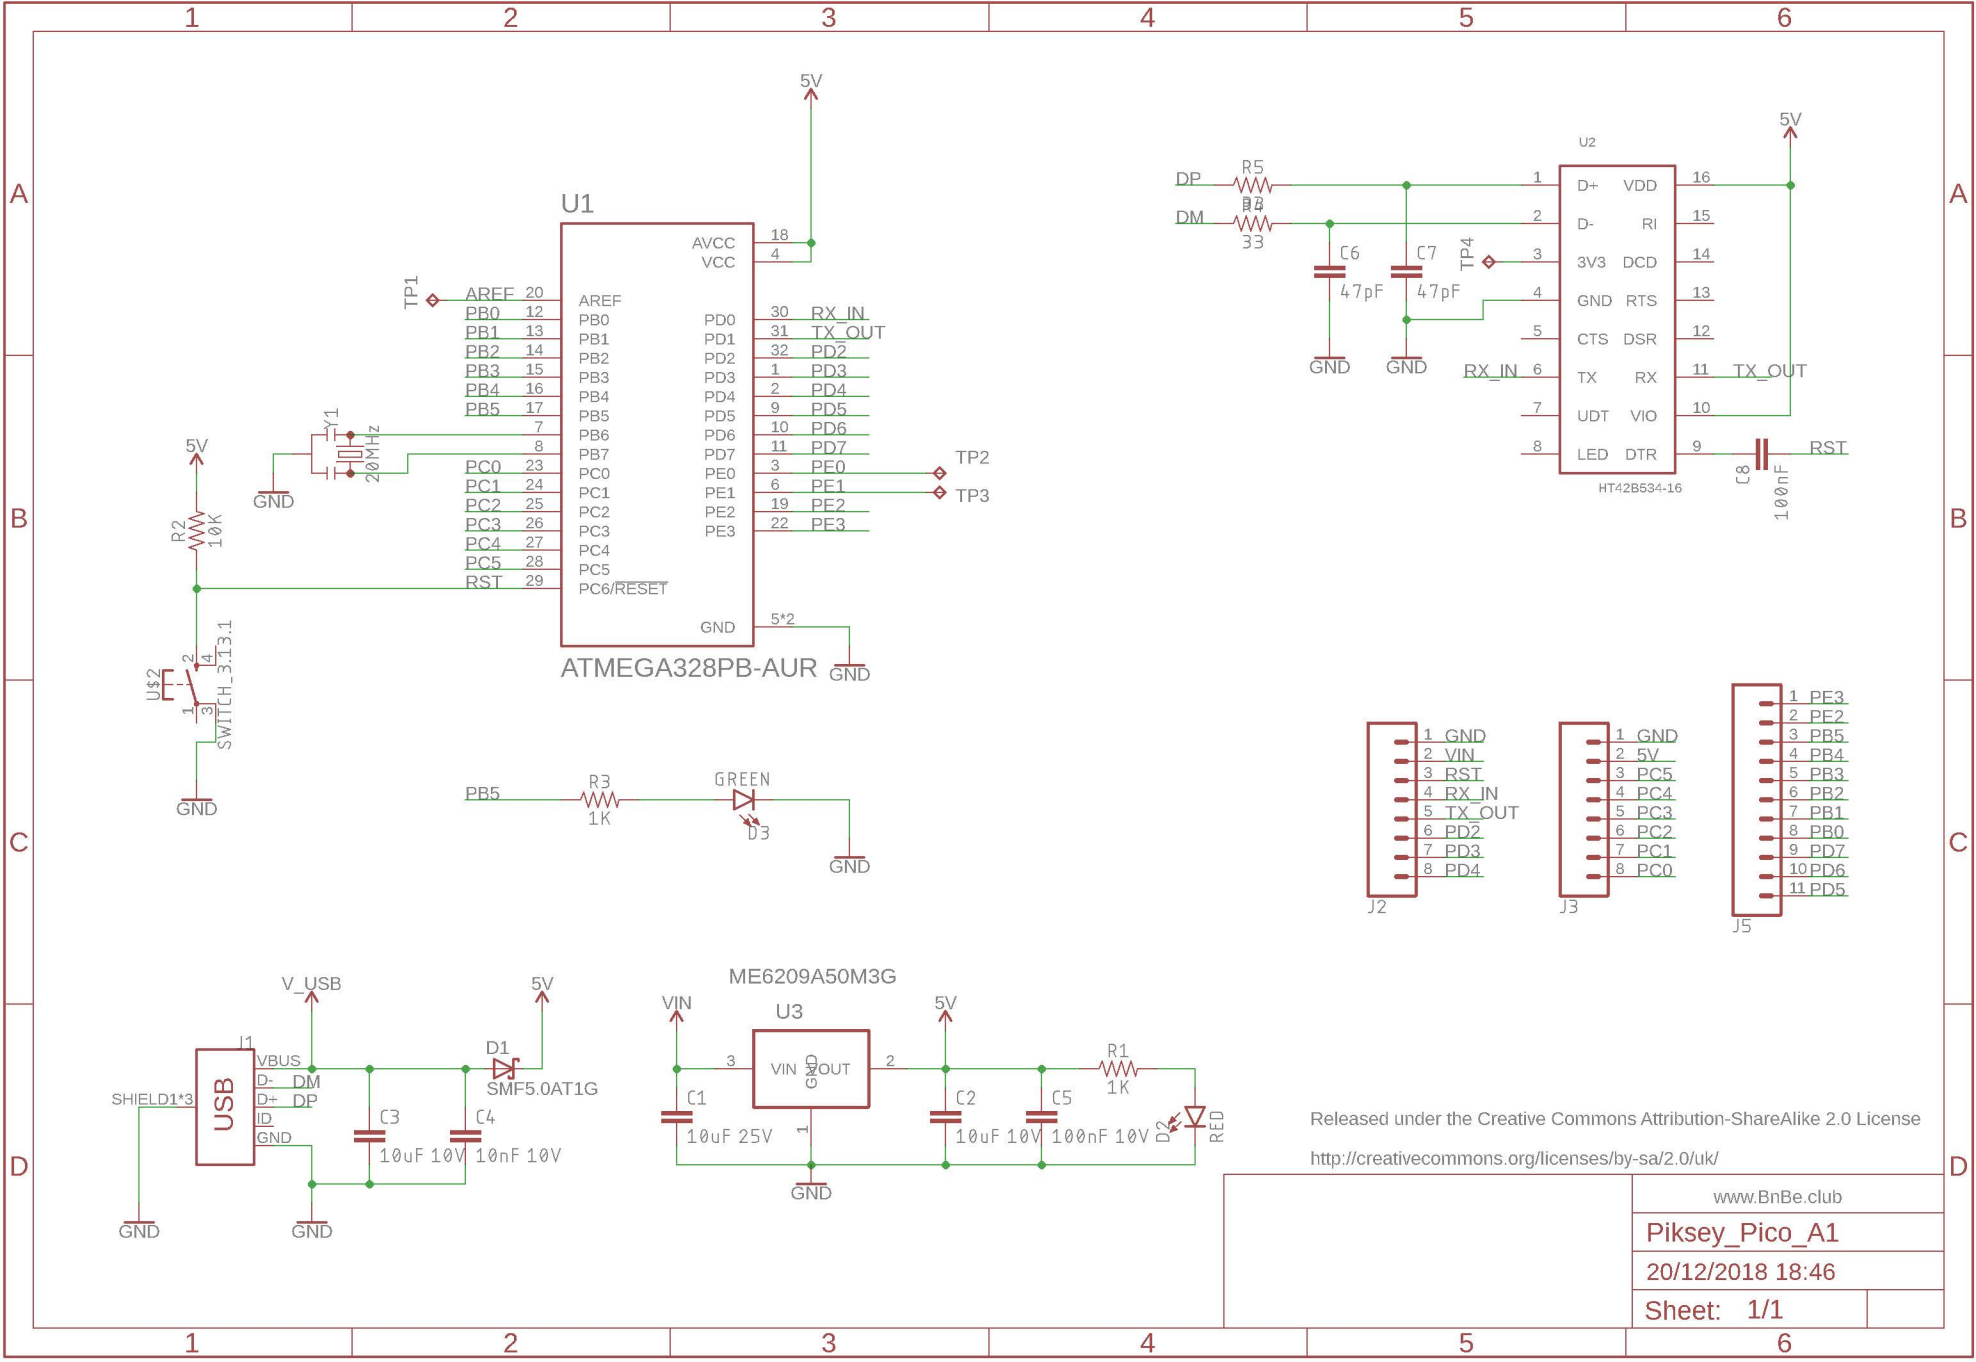 1 2 3 4 5 6
A
B
C
D
A
B
C
D
U1
5V
AVCC 18
VCC 4
TP1
AREF 20 AREF
PB0 12 PB0
PB1 13 PB1
PB2 14 PB2
PB3 15 PB3
PB4 16 PB4
PB5 17 PB5
7 PB6
8 PB7
PC0 23 PC0
PC1 24 PC1
PC2 25 PC2
PC3 26 PC3
PC4 27 PC4
PC5 28 PC5
RST 29 PC6/RESET
PD0 30 RX_IN
PD1 31 TX_OUT
PD2 32 PD2
PD3 1 PD3
PD4 2 PD4
PD5 9 PD5
PD6 10 PD6
PD7 11 PD7
PE0 3 PE0 TP2
PE1 6 PE1 TP3
PE2 19 PE2
PE3 22 PE3
GND 5*2
GND
ATMEGA328PB-AUR
Y1
20MHz
GND
5V
R2
10K
U$2
2 4
1 3
SWITCH_3.13.1
GND
U2
5V
DP R5
DM R4
33
C6
47pF
C7
47pF
GND GND
TP4
1 D+ VDD 16
2 D- RI 15
3 3V3 DCD 14
4 GND RTS 13
5 CTS DSR 12
RX_IN 6 TX RX 11 TX_OUT
7 UDT VIO 10
8 LED DTR 9
HT42B534-16
C8
100nF
RST
PB5
R3
1K
GREEN
D3
GND
1 GND
2 VIN
3 RST
4 RX_IN
5 TX_OUT
6 PD2
7 PD3
8 PD4
J2
1 GND
2 5V
3 PC5
4 PC4
5 PC3
6 PC2
7 PC1
8 PC0
J3
1 PE3
2 PE2
3 PB5
4 PB4
5 PB3
6 PB2
7 PB1
8 PB0
9 PD7
10 PD6
11 PD5
J5
V_USB
J1
USB
VBUS
D- DM
D+ DP
ID
GND
SHIELD1*3
GND
GND
C3
10uF 10V
C4
10nF 10V
D1
SMF5.0AT1G
5V
ME6209A50M3G
U3
VIN
3 VIN GND VOUT 2
1
GND
C1
10uF 25V
5V
C2
10uF 10V
C5
100nF 10V
R1
1K
D2
RED
Released under the Creative Commons Attribution-ShareAlike 2.0 License
http://creativecommons.org/licenses/by-sa/2.0/uk/
www.BnBe.club
Piksey_Pico_A1
20/12/2018 18:46
Sheet: 1/1
1 2 3 4 5 6